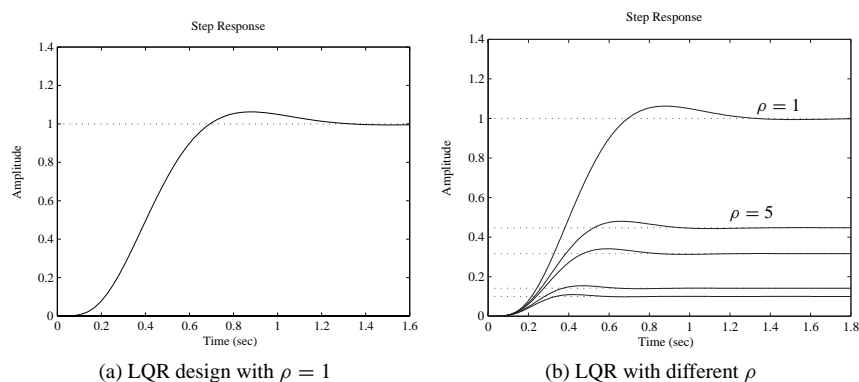 Step Response
1.4
1.2
1
0.8
0.6
0.4
0.2
0
Amplitude
0 0.2 0.4 0.6 0.8 1 1.2 1.4 1.6
Time (sec)
(a) LQR design with ρ = 1
Step Response
1.4
1.2
1
0.8
0.6
0.4
0.2
0
Amplitude
ρ = 1
ρ = 5
0 0.2 0.4 0.6 0.8 1 1.2 1.4 1.6 1.8
Time (sec)
(b) LQR with different ρ